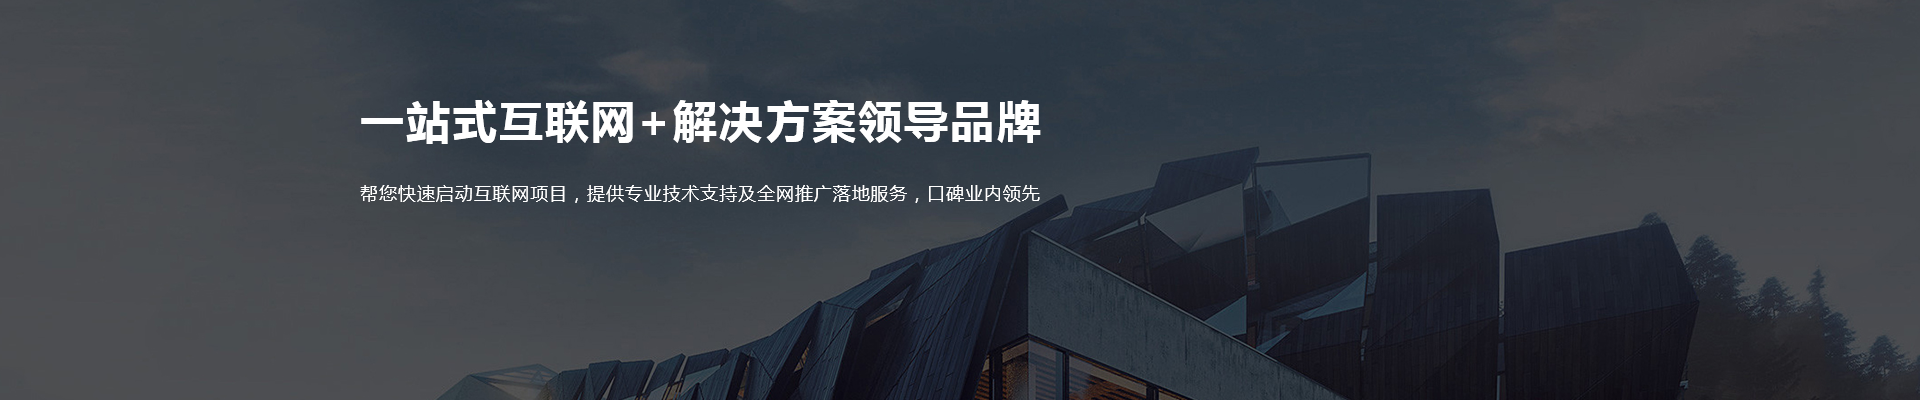 一站式互联网+解决方案领导品牌
帮您快速启动互联网项目，提供专业技术支持及全网推广落地服务，口碑业内领先